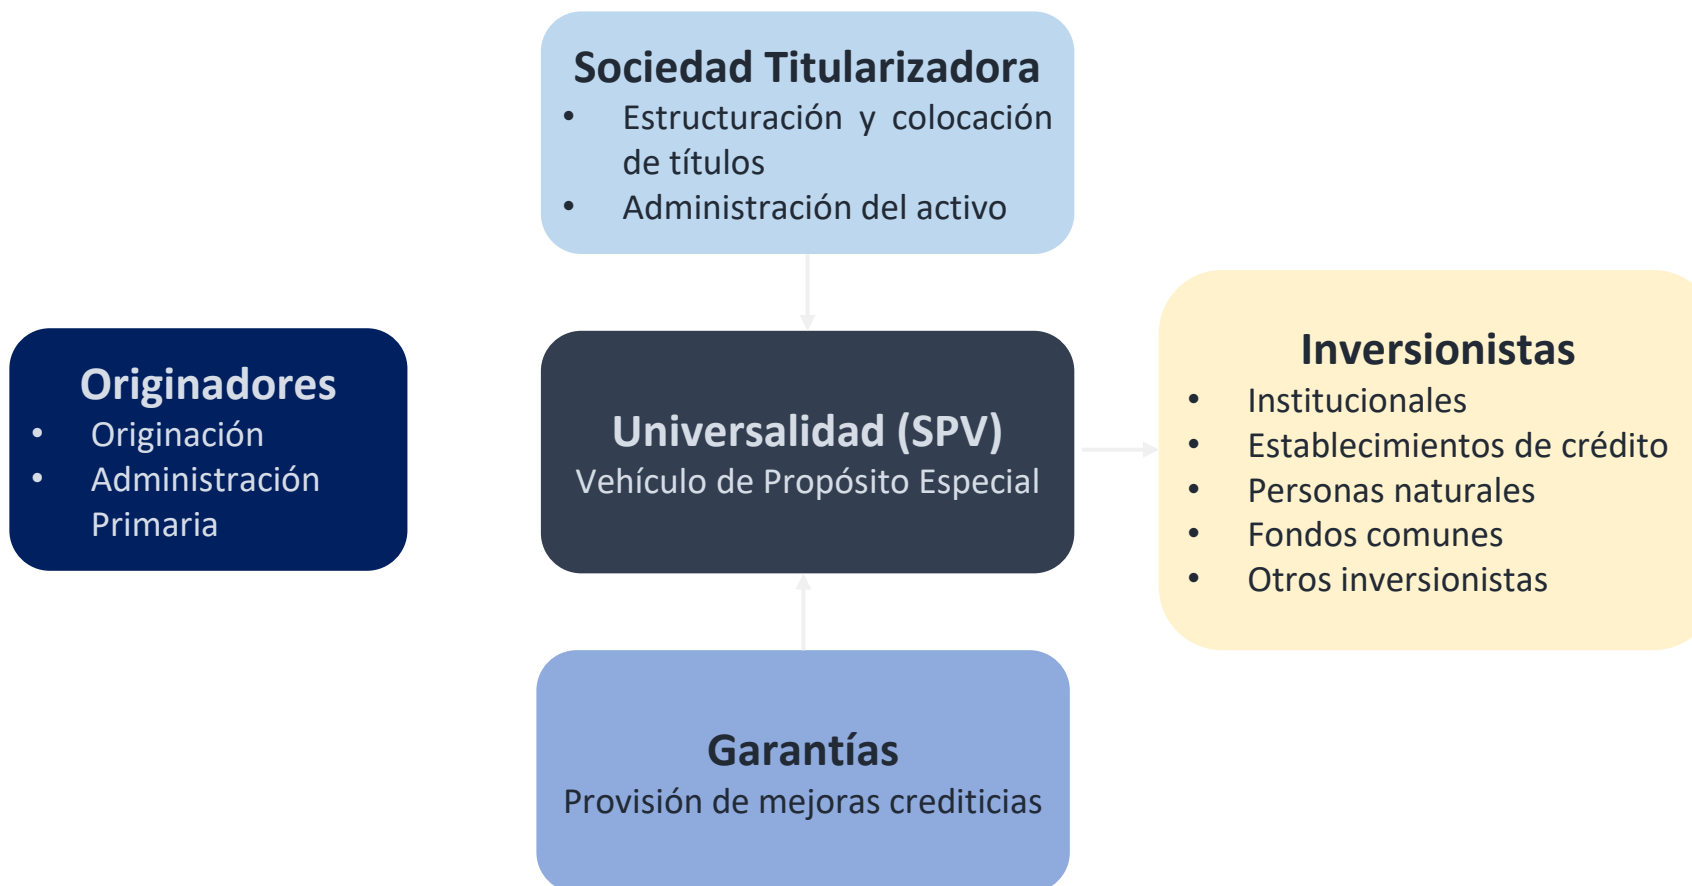 Sociedad Titularizadora
• Estructuración y colocación
de títulos
• Administración del activo
Originadores
• Originación
• Administración
Primaria
Universalidad (SPV)
Vehículo de Propósito Especial
Inversionistas
• Institucionales
• Establecimientos de crédito
• Personas naturales
• Fondos comunes
• Otros inversionistas
Garantías
Provisión de mejoras crediticias